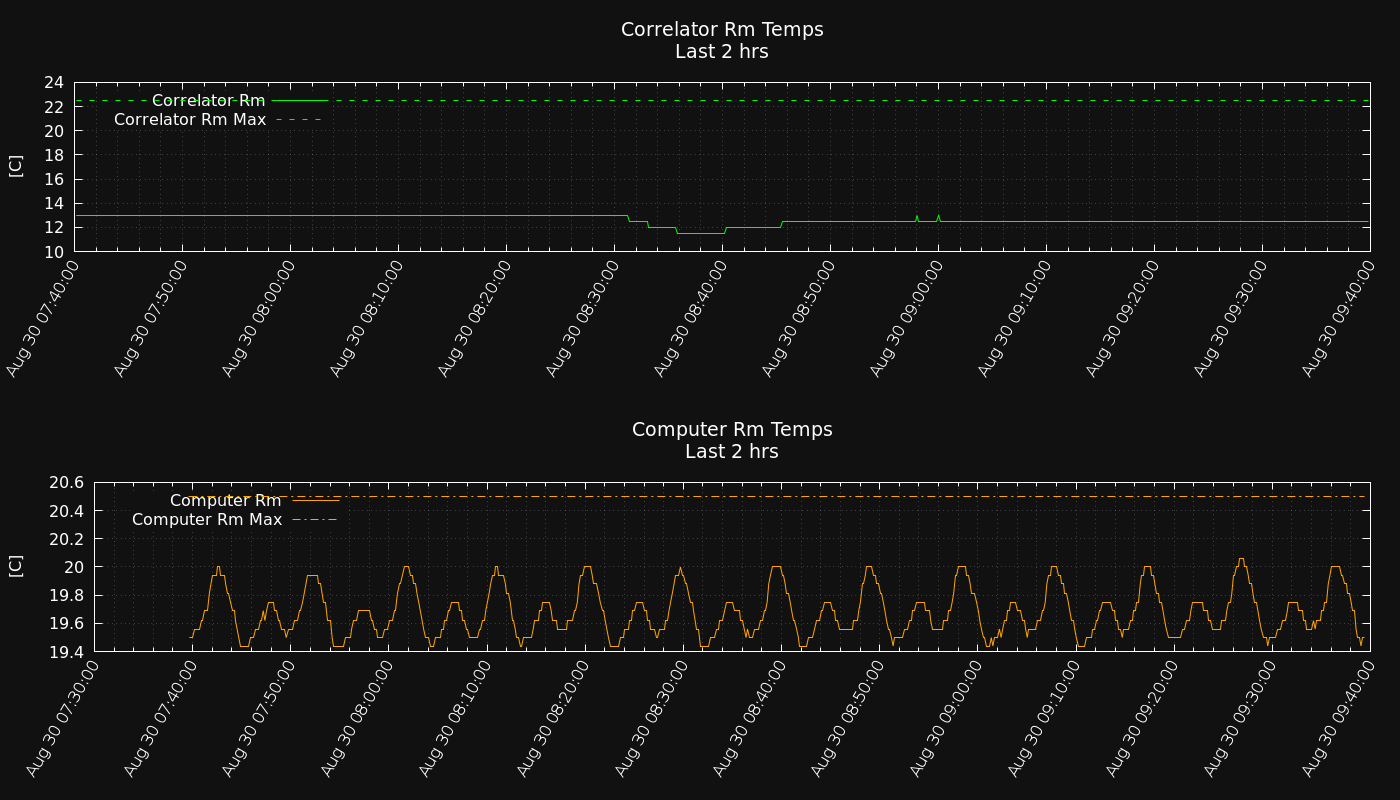 Correlator Rm Temps
Last 2 hrs
24
22
20
18
16
14
12
10
[C]
Correlator Rm
Correlator Rm Max
Aug 30 07:40:00
Aug 30 07:50:00
Aug 30 08:00:00
Aug 30 08:10:00
Aug 30 08:20:00
Aug 30 08:30:00
Aug 30 08:40:00
Aug 30 08:50:00
Aug 30 09:00:00
Aug 30 09:10:00
Aug 30 09:20:00
Aug 30 09:30:00
Aug 30 09:40:00
Computer Rm Temps
Last 2 hrs
20.6
20.4
20.2
20
19.8
19.6
19.4
[C]
Computer Rm
Computer Rm Max
Aug 30 07:30:00
Aug 30 07:40:00
Aug 30 07:50:00
Aug 30 08:00:00
Aug 30 08:10:00
Aug 30 08:20:00
Aug 30 08:30:00
Aug 30 08:40:00
Aug 30 08:50:00
Aug 30 09:00:00
Aug 30 09:10:00
Aug 30 09:20:00
Aug 30 09:30:00
Aug 30 09:40:00